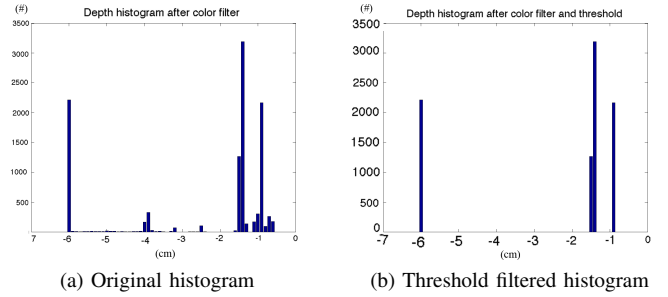 (#)
Depth histogram after color filter
3500
3000
2500
2000
1500
1000
500
7 -6 -5 -4 -3 -2 -1 0
(cm)
(a) Original histogram
(#)
Depth histogram after color filter and threshold
3500
3000
2500
2000
1500
1000
500
0
-7 -6 -5 -4 -3 -2 -1 0
(cm)
(b) Threshold filtered histogram